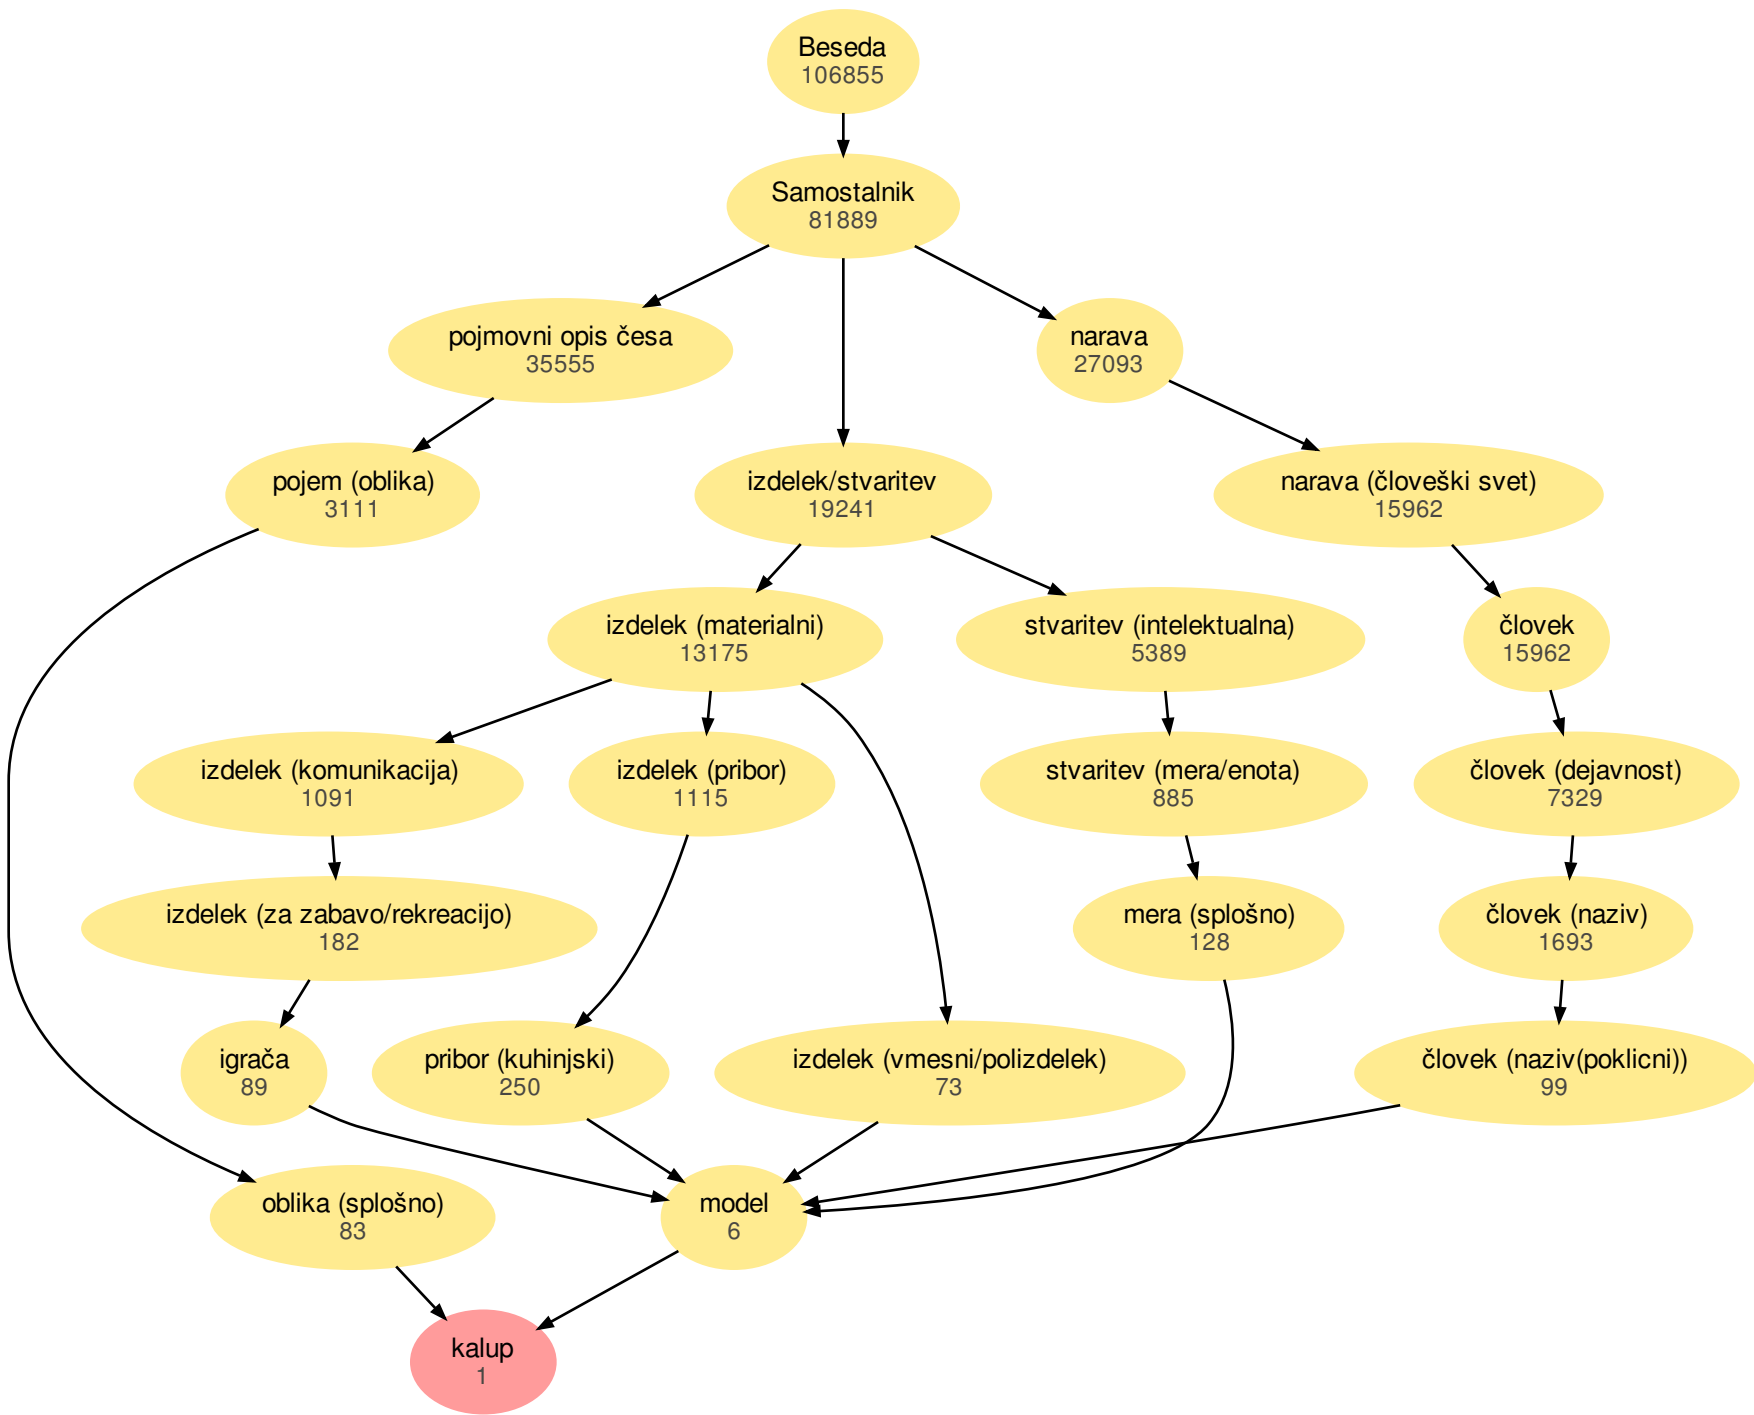 Beseda
106855
Samostalnik
81889
pojmovni opis česa
35555
narava
27093
pojem (oblika)
3111
izdelek/stvaritev
19241
narava (človeški svet)
15962
izdelek (materialni)
13175
stvaritev (intelektualna)
5389
človek
15962
izdelek (komunikacija)
1091
izdelek (pribor)
1115
stvaritev (mera/enota)
885
človek (dejavnost)
7329
izdelek (za zabavo/rekreacijo)
182
mera (splošno)
128
človek (naziv)
1693
igrača
89
pribor (kuhinjski)
250
izdelek (vmesni/polizdelek)
73
človek (naziv(poklicni))
99
oblika (splošno)
83
model
6
kalup
1